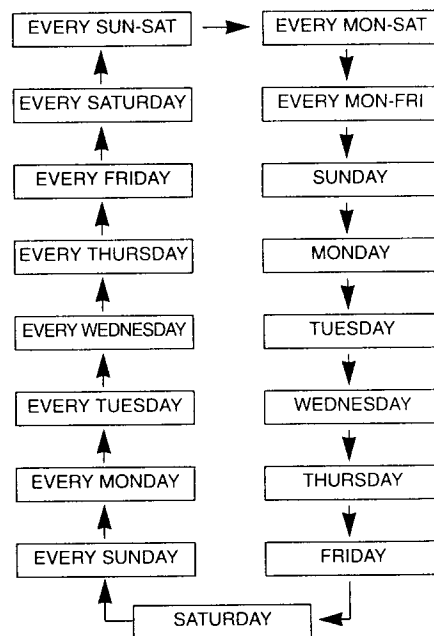 EVERY SUN-SAT
EVERY MON-SAT
EVERY SATURDAY
EVERY MON-FRI
EVERY FRIDAY
SUNDAY
EVERY THURSDAY
MONDAY
EVERY WEDNESDAY
TUESDAY
EVERY TUESDAY
WEDNESDAY
EVERY MONDAY
THURSDAY
EVERY SUNDAY
FRIDAY
SATURDAY